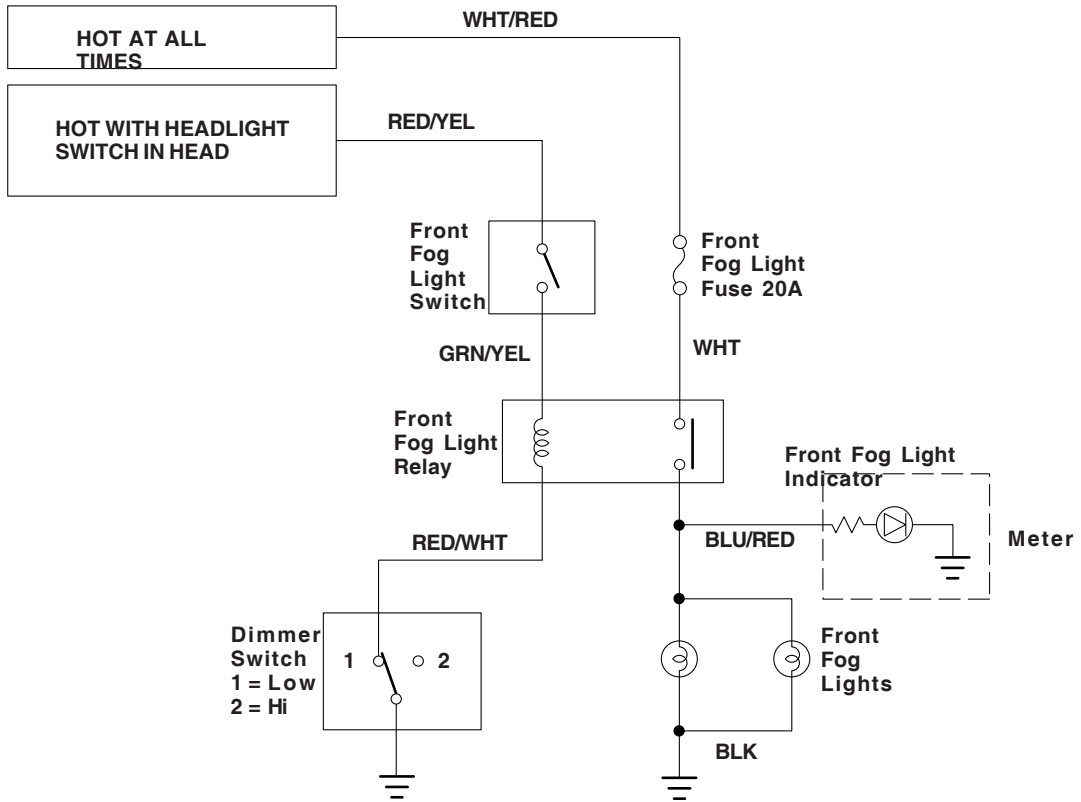 WHT/RED
HOT AT ALL
TIMES
RED/YEL
HOT WITH HEADLIGHT
SWITCH IN HEAD
Front
Fog
Light
Switch
Front
Fog Light
Fuse 20A
GRN/YEL
WHT
Front
Fog Light
Relay
Front Fog Light
Indicator
RED/WHT
BLU/RED
Meter
Dimmer
Switch
1 = Low
2 = Hi
1
2
Front
Fog
Lights
BLK